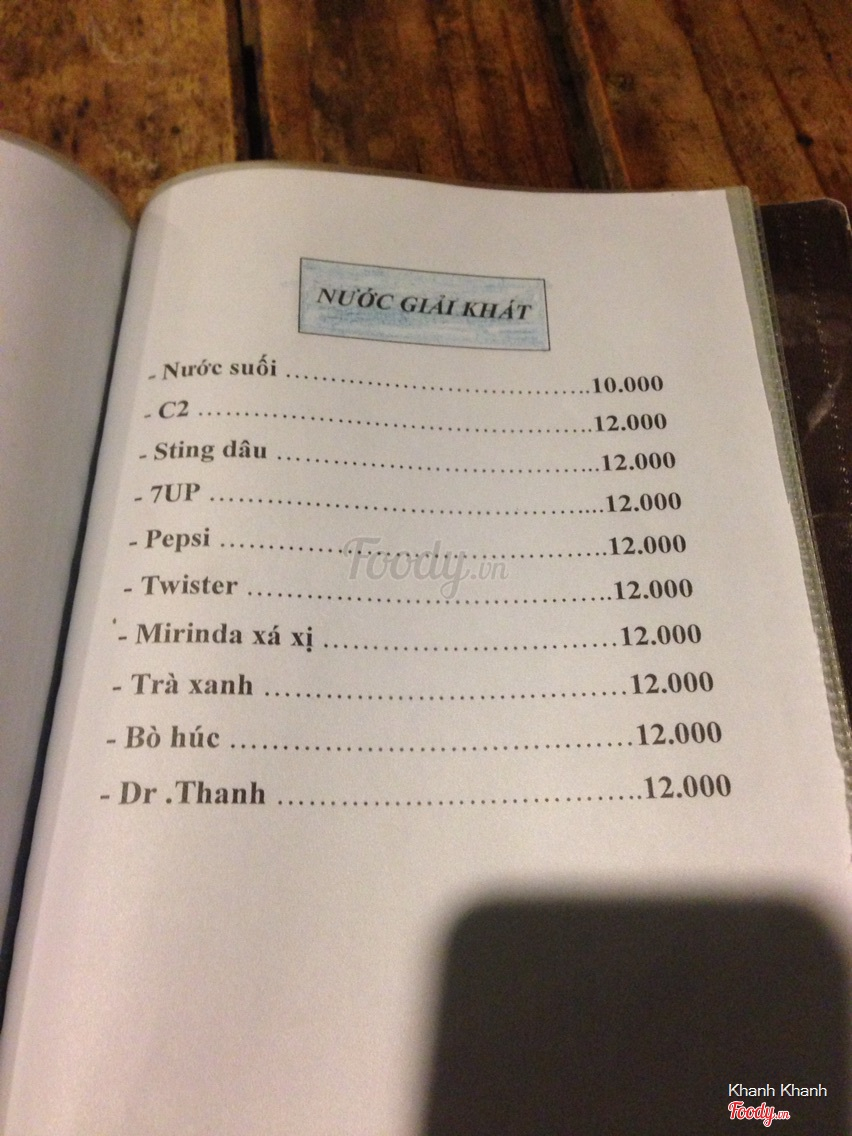 NƯỚC GIẢI KHÁT
- Nước suối ........................................10.000
- C2 ..................................................12.000
- Sting dâu .........................................12.000
- 7UP .................................................12.000
- Pepsi ...............................................12.000
- Twister ............................................12.000
- Mirinda xá xị ...................................12.000
- Trà xanh ..........................................12.000
- Bò húc .............................................12.000
- Dr .Thanh ........................................12.000
Foody.vn
Khanh Khanh
Foody.vn